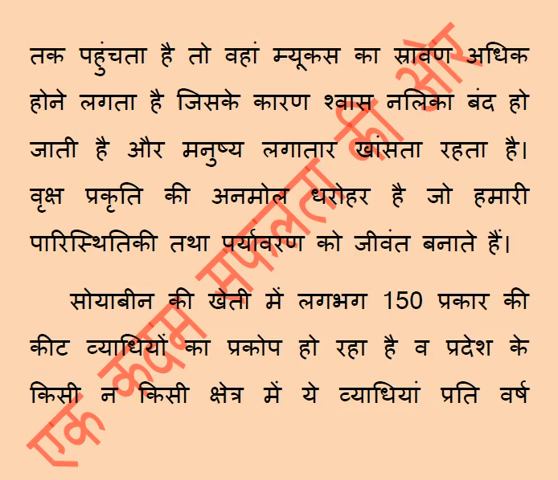 तक पहुंचता है तो वहां म्यूकस का स्रावण अधिक
होने लगता है जिसके कारण श्वास नलिका बंद हो
जाती है और मनुष्य लगातार खांसता रहता है।
वृक्ष प्रकृति की अनमोल धरोहर है जो हमारी
पारिस्थितिकी तथा पर्यावरण को जीवंत बनाते हैं।
सोयाबीन की खेती में लगभग 150 प्रकार की
कीट व्याधियों का प्रकोप हो रहा है व प्रदेश के
किसी न किसी क्षेत्र में ये व्याधियां प्रति वर्ष
एक कदम सफलता की ओर